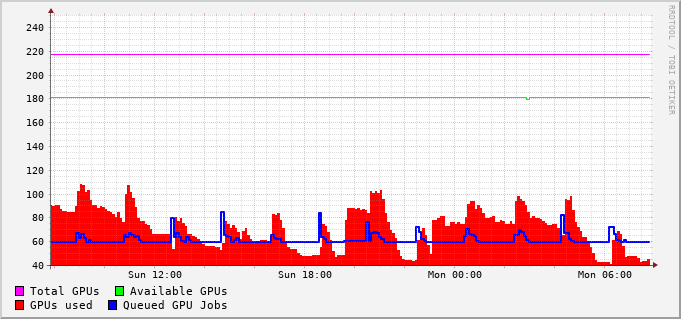 RRDTOOL / TOBI OETIKER
240
220
200
180
160
140
120
100
80
60
40
Sun 12:00 Sun 18:00 Mon 00:00 Mon 06:00
Total GPUs Available GPUs
GPUs used Queued GPU Jobs